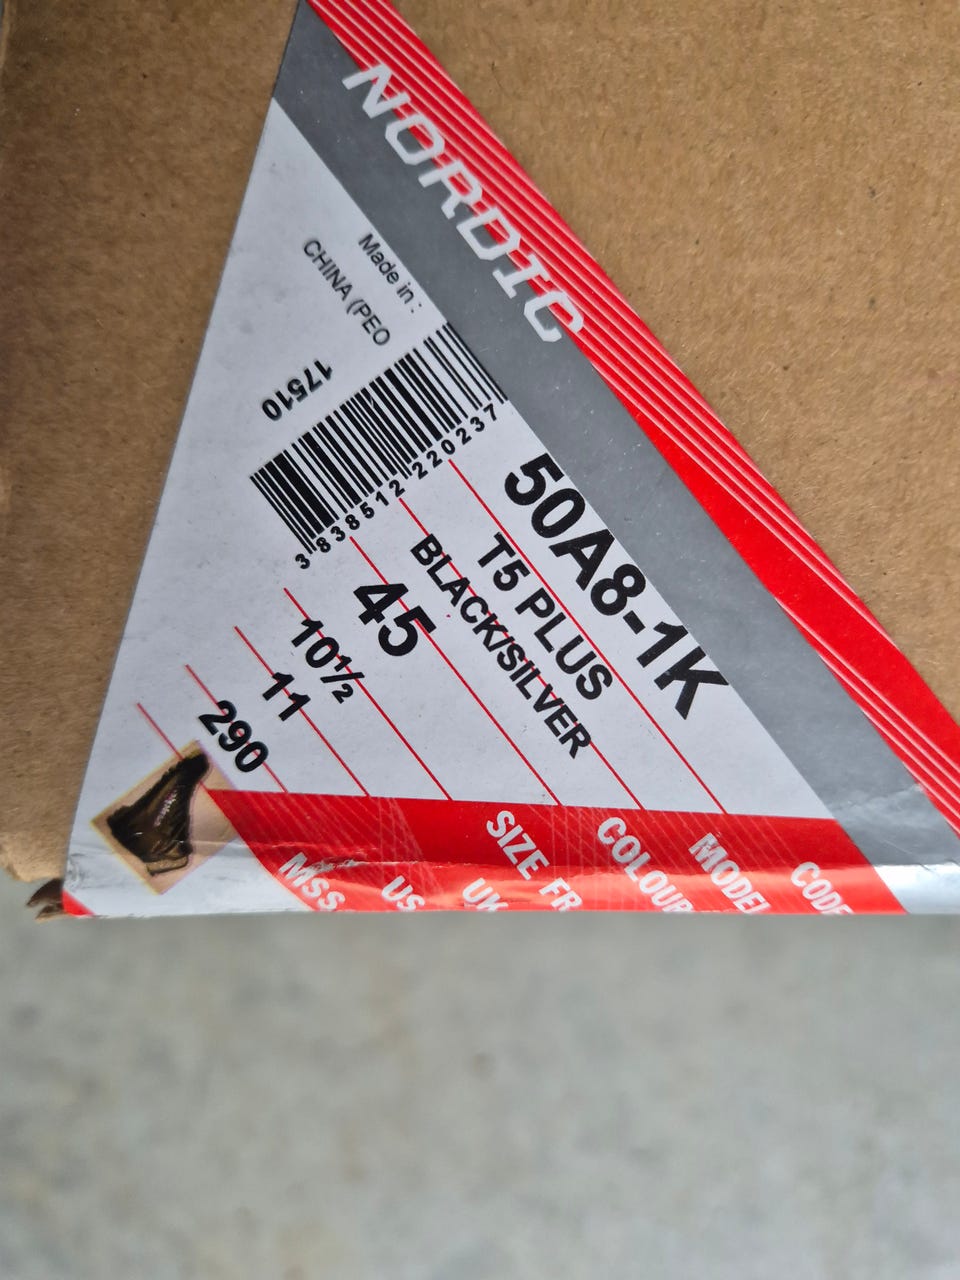 NORDIC
Made in :
CHINA (PEO
17510
3 838512 220237
CODE
50A8-1K
MODEL
T5 PLUS
COLOUR
BLACK/SILVER
SIZE FR
45
UK
10½
US
11
MSS
290